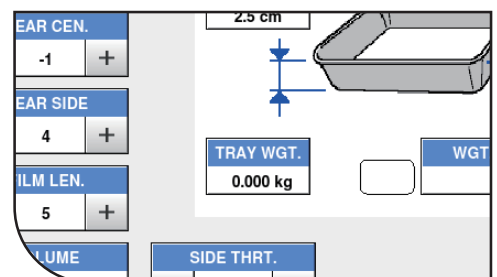 EAR CEN.
-1 +
2.5 cm
EAR SIDE
4 +
TRAY WGT.
0.000 kg
WGT
ILM LEN.
5 +
LUME
SIDE THRT.